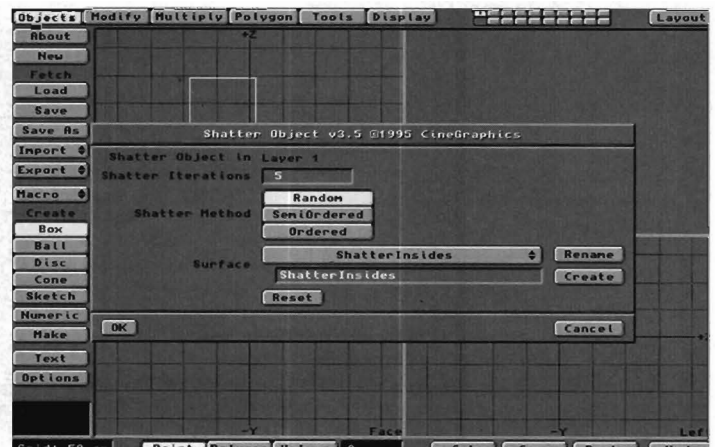 Objects Modify Multiply Polygon Tools Display Layout
About
+Z
New
Fetch
Load
Save
Save As
Shatter Object v3.5 ©1995 CineGraphics
Import
Shatter Object in Layer 1
Export
Shatter Iterations 5
Macro
Random
Create
Shatter Method SemiOrdered
Box
Ordered
Ball
Surface ShatterInsides Rename
Disc
Cone
ShatterInsides Create
Sketch
Reset
Numeric
OK Cancel
Make
Text
Options
-Y Face -Y Left